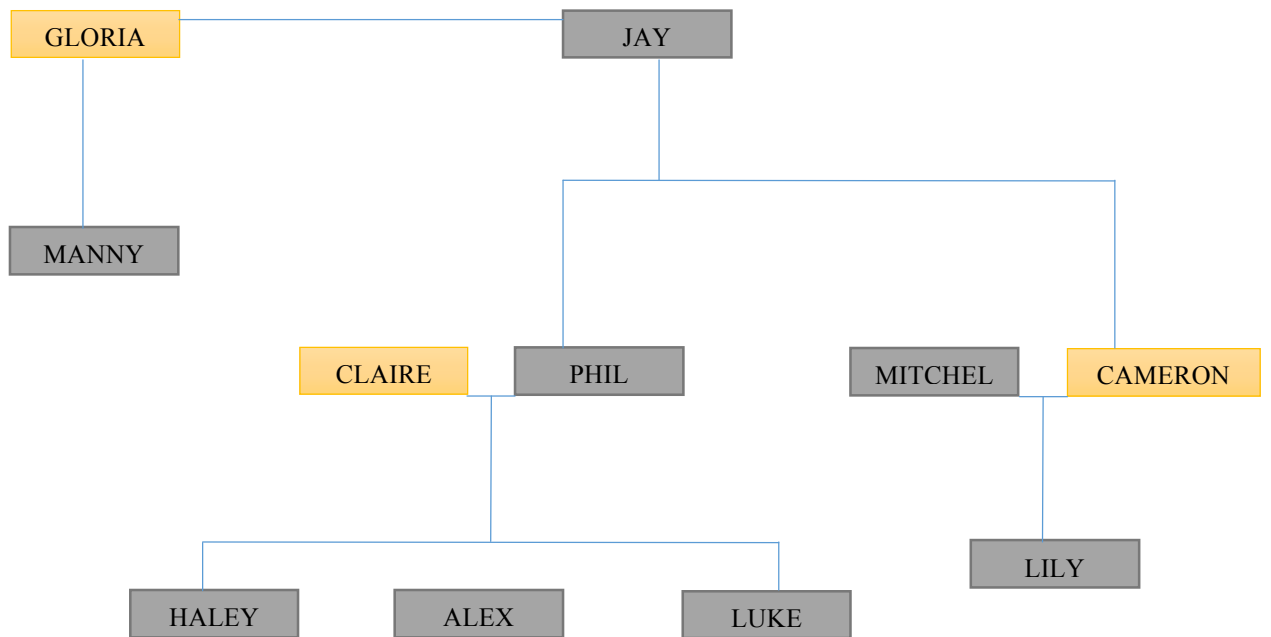 GLORIA
JAY
MANNY
CLAIRE
PHIL
MITCHEL
CAMERON
LILY
HALEY
ALEX
LUKE